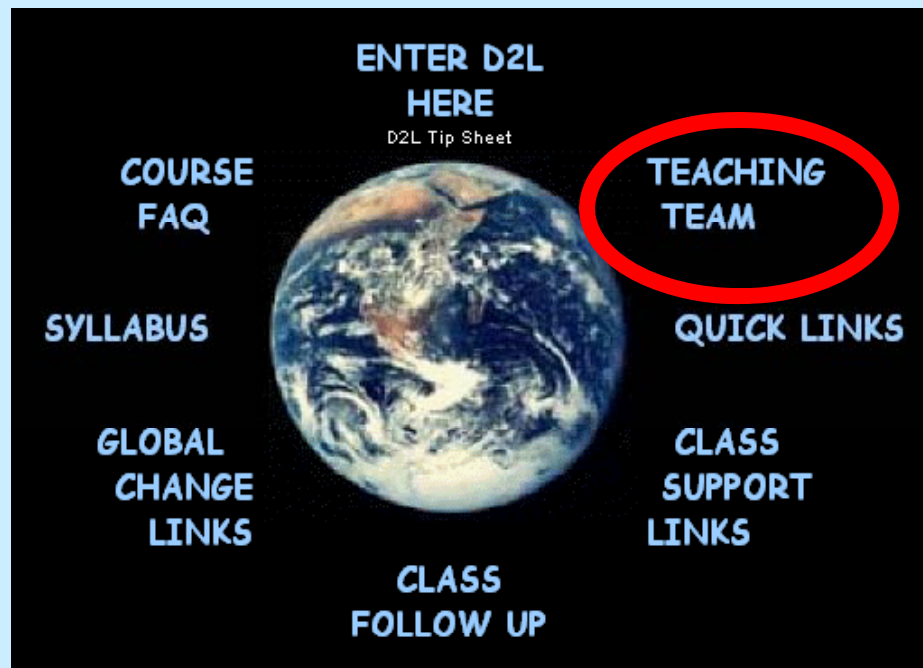 ENTER D2L
HERE
D2L Tip Sheet
COURSE
FAQ
TEACHING
TEAM
SYLLABUS
QUICK LINKS
GLOBAL
CHANGE
LINKS
CLASS
SUPPORT
LINKS
CLASS
FOLLOW UP